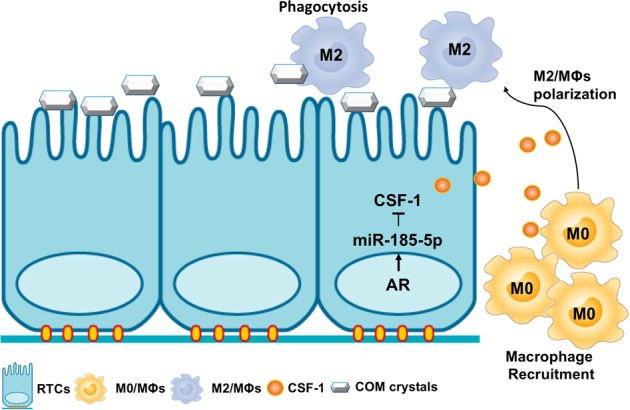 Phagocytosis
M2
M2
M2/MΦs
polarization
CSF-1
miR-185-5p
AR
M0
M0
M0
Macrophage
Recruitment
RTCs
M0/MΦs
M2/MΦs
CSF-1
COM crystals